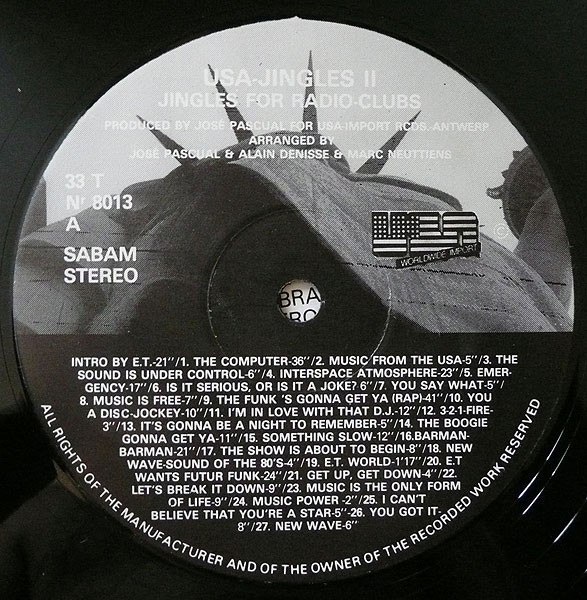 USA-JINGLES II
JINGLES FOR RADIO-CLUBS
PRODUCED BY JOSÉ PASCUAL FOR USA-IMPORT RCDS.-ANTWERP
ARRANGED BY
JOSÉ PASCUAL & ALAIN DENISSE & MARC NEUTTIENS
33 T
Nr 8013
A
SABAM
STEREO
USA
WORLDWIDE IMPORT
©
BRA
INTRO BY E.T.-21"/1. THE COMPUTER-36"/2. MUSIC FROM THE USA-5"/3. THE
SOUND IS UNDER CONTROL-6"/4. INTERSPACE ATMOSPHERE-23"/5. EMER-
GENCY-17"/6. IS IT SERIOUS, OR IS IT A JOKE? 6"/7. YOU SAY WHAT-5"/
8. MUSIC IS FREE-7"/9. THE FUNK 'S GONNA GET YA (RAP)-41"/10. YOU
A DISC-JOCKEY-10"/11. I'M IN LOVE WITH THAT D.J.-12"/12. 3-2-1-FIRE-
3"/13. IT'S GONNA BE A NIGHT TO REMEMBER-5"/14. THE BOOGIE
GONNA GET YA-11"/15. SOMETHING SLOW-12"/16.BARMAN-
BARMAN-21"/17. THE SHOW IS ABOUT TO BEGIN-8"/18. NEW
WAVE-SOUND OF THE 80'S-4"/19. E.T. WORLD-1'17"/20. E.T
WANTS FUTUR FUNK-24"/21. GET UP, GET DOWN-4"/22.
LET'S BREAK IT DOWN-9"/23. MUSIC IS THE ONLY FORM
OF LIFE-9"/24. MUSIC POWER -2"/25. I CAN'T
BELIEVE THAT YOU'RE A STAR-5"-26. YOU GOT IT-
8"/27. NEW WAVE-6"
ALL RIGHTS OF THE MANUFACTURER AND OF THE OWNER OF THE RECORDED WORK RESERVED